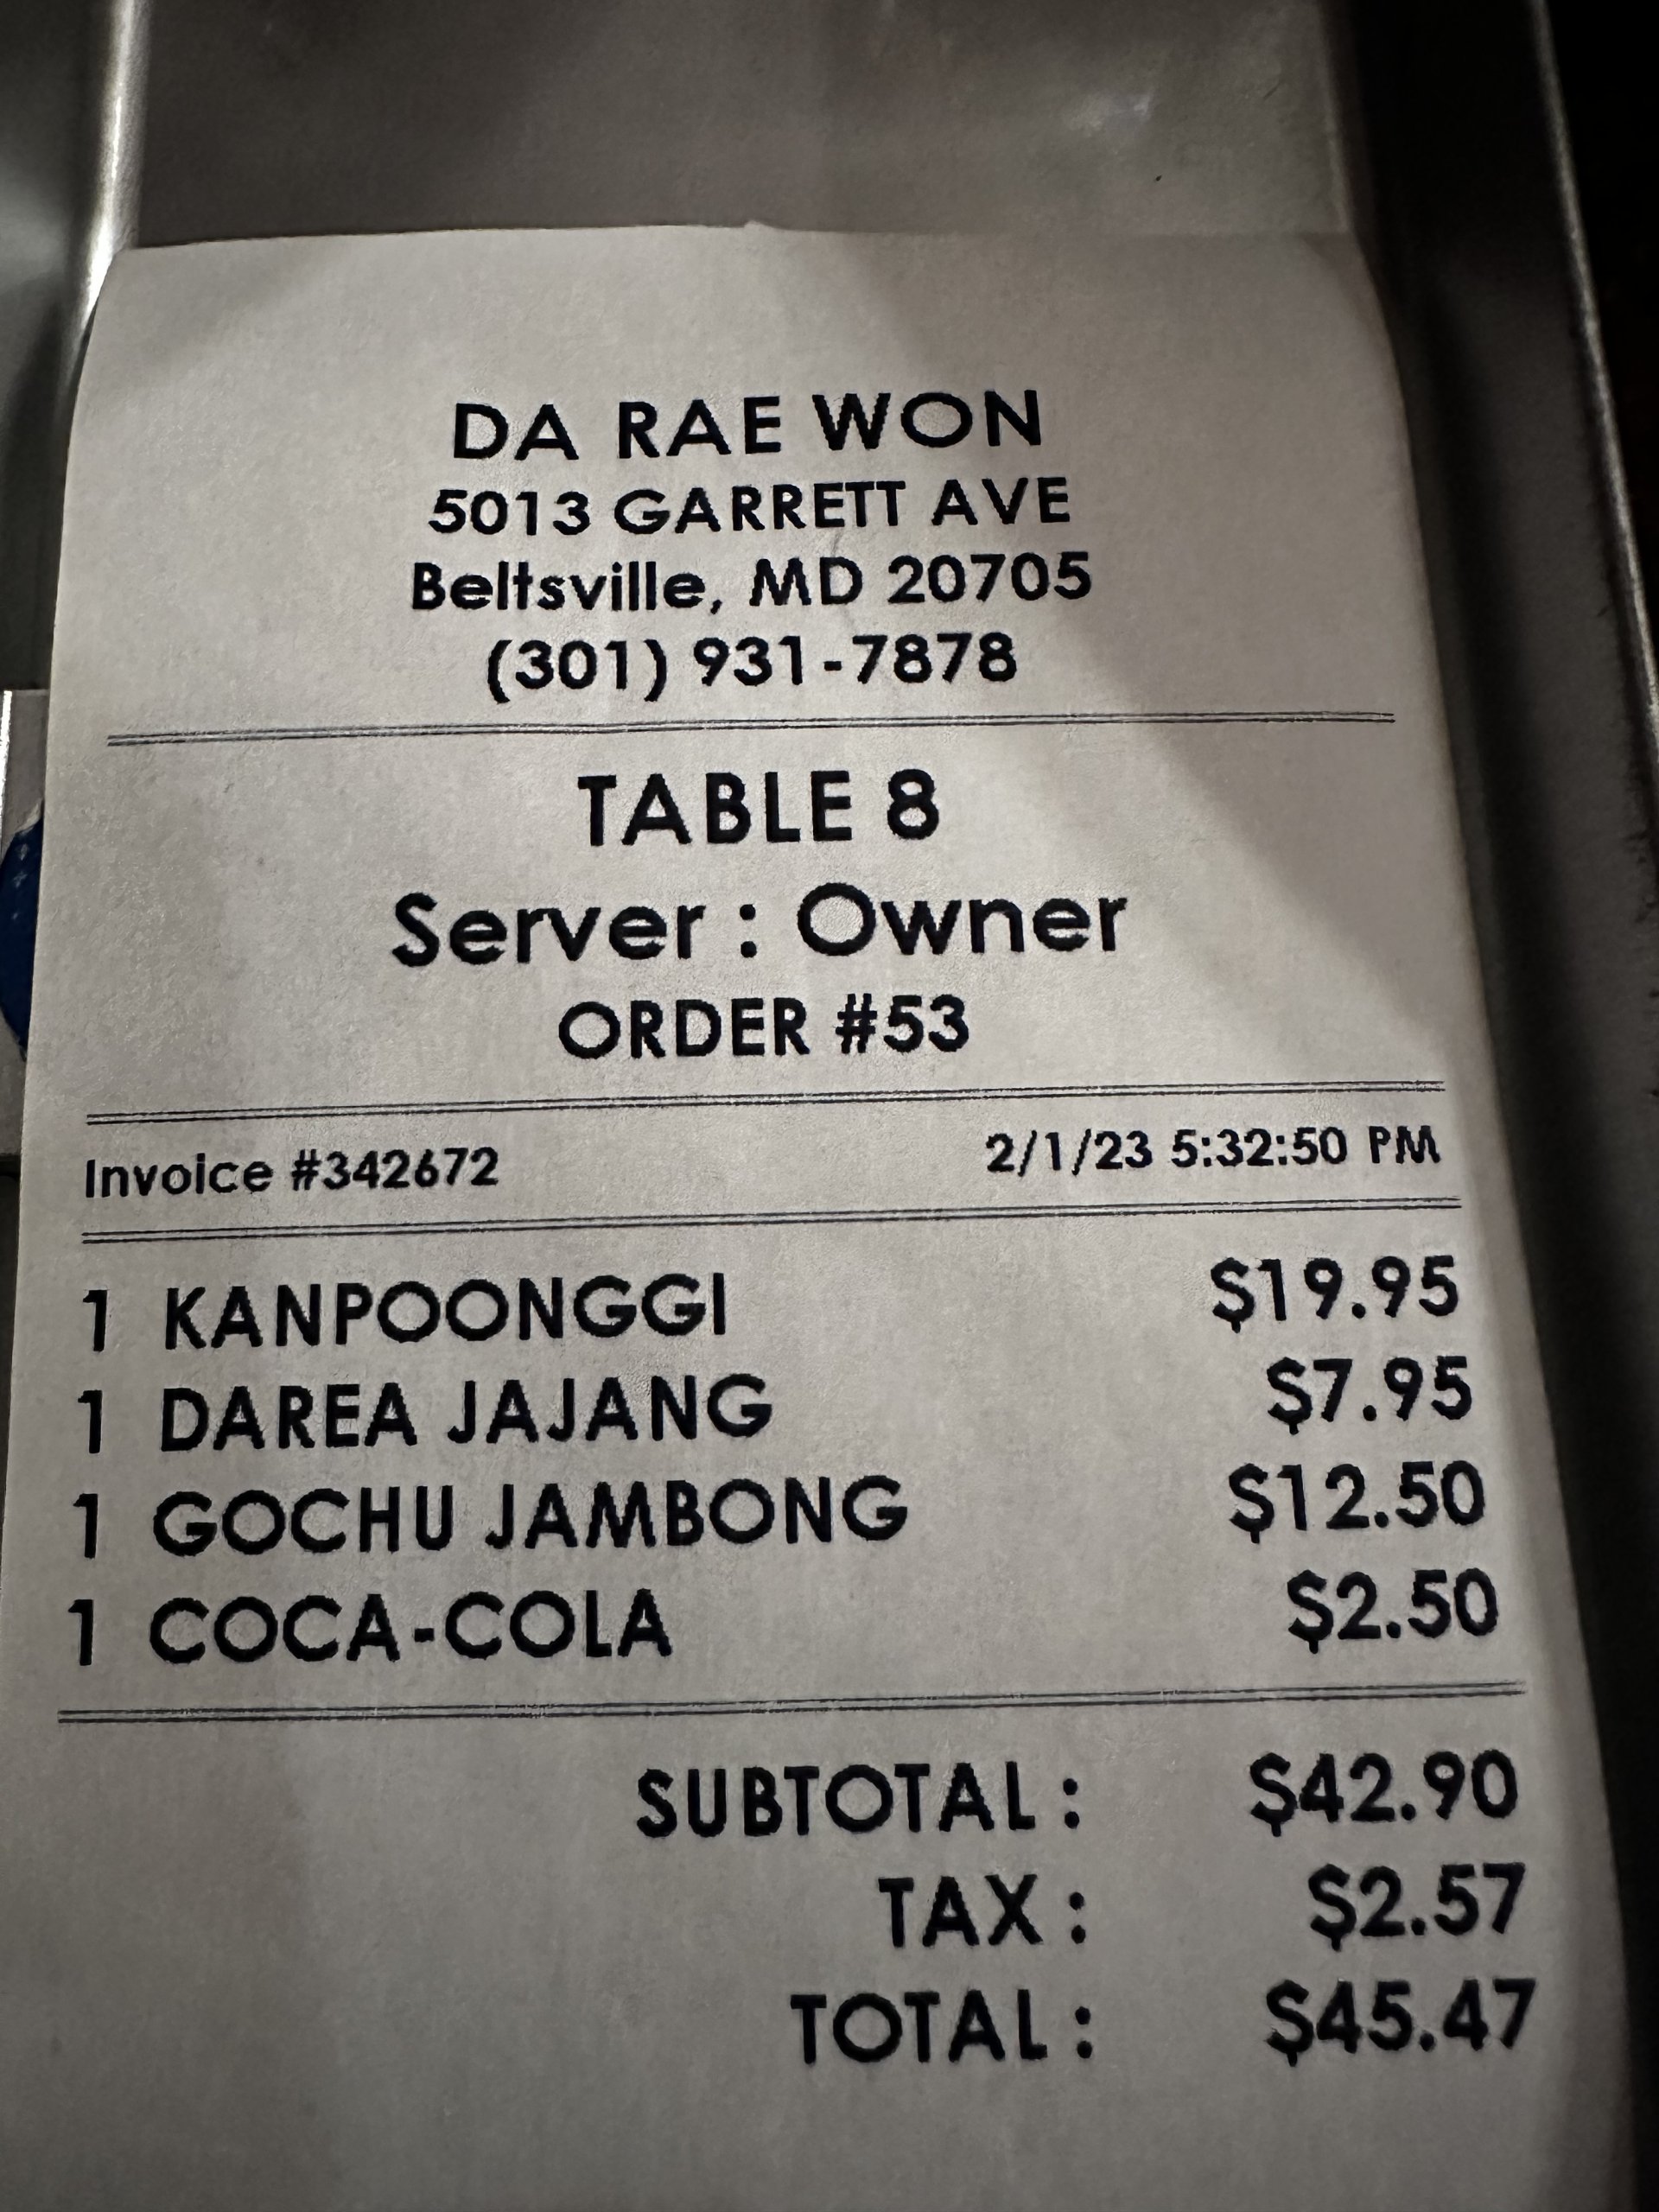 DA RAE WON
5013 GARRETT AVE
Beltsville, MD 20705
(301) 931-7878
TABLE 8
Server : Owner
ORDER #53
Invoice #342672 2/1/23 5:32:50 PM
1 KANPOONGGI $19.95
1 DAREA JAJANG $7.95
1 GOCHU JAMBONG $12.50
1 COCA-COLA $2.50
SUBTOTAL : $42.90
TAX : $2.57
TOTAL : $45.47